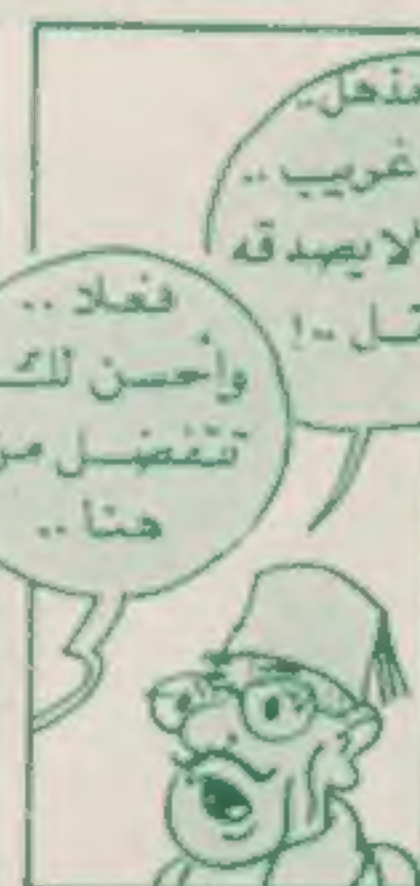 مذهل ..
غريب ..
لا يصدقه
.. !
فعلا ..
وأحسن لك
تتفضل من
هنا ..